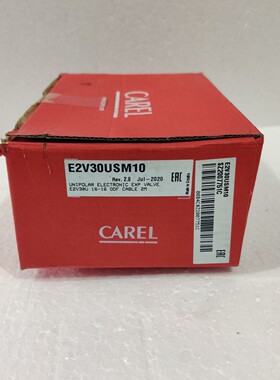 CAREL
E2V30USM10
Rev. 2.0 Jul-2020
UNIPOLAR ELECTRONIC EXP VALVE
E2V30U 16-16 ODF CABLE 2M
EAC
CAREL
E2V30USM10